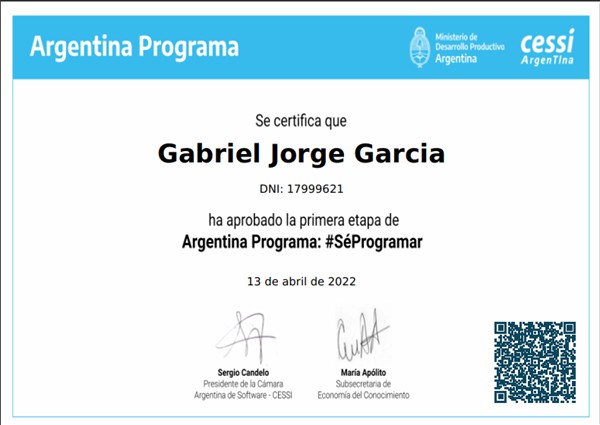 Argentina Programa
Ministerio de
Desarrollo Productivo
Argentina
cessi
ArgenTIna
Se certifica que
Gabriel Jorge Garcia
DNI: 17999621
ha aprobado la primera etapa de
Argentina Programa: #SéProgramar
13 de abril de 2022
Sergio Candelo
Presidente de la Cámara
Argentina de Software - CESSI
María Apólito
Subsecretaria de
Economía del Conocimiento